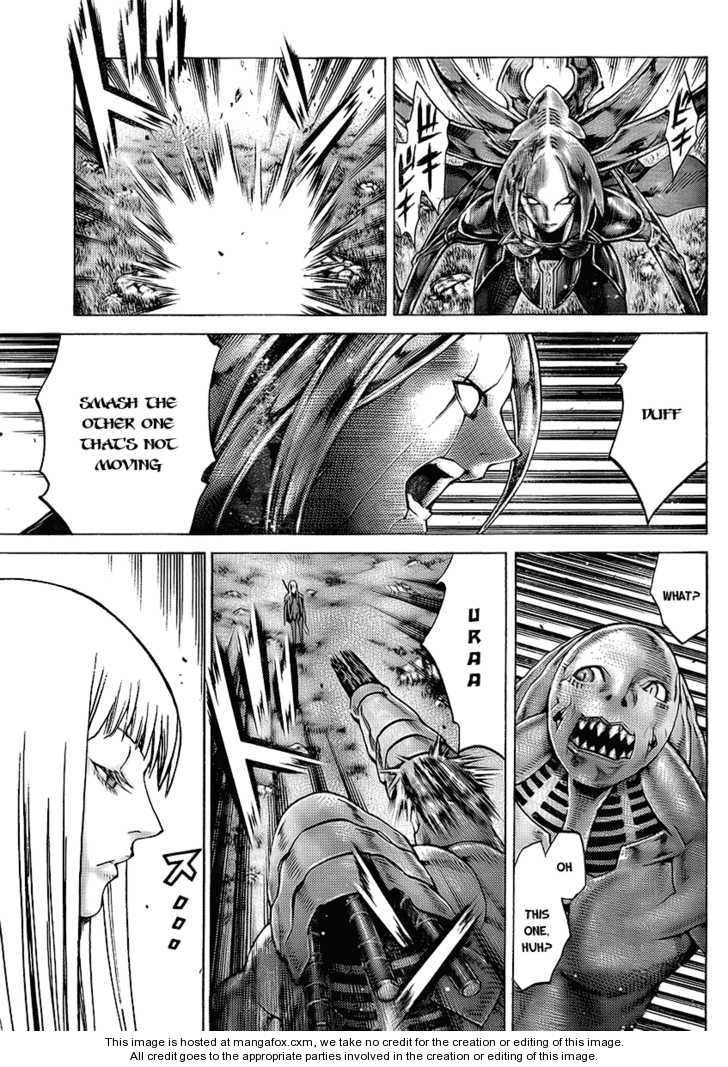 DUFF
SMASH THE
OTHER ONE
THAT'S NOT
MOVING
WHAT?
OH
THIS
ONE,
HUH?
URAA
ス
This image is hosted at mangafox.cxm, we take no credit for the creation or editing of this image.
All credit goes to the appropriate parties involved in the creation or editing of this image.